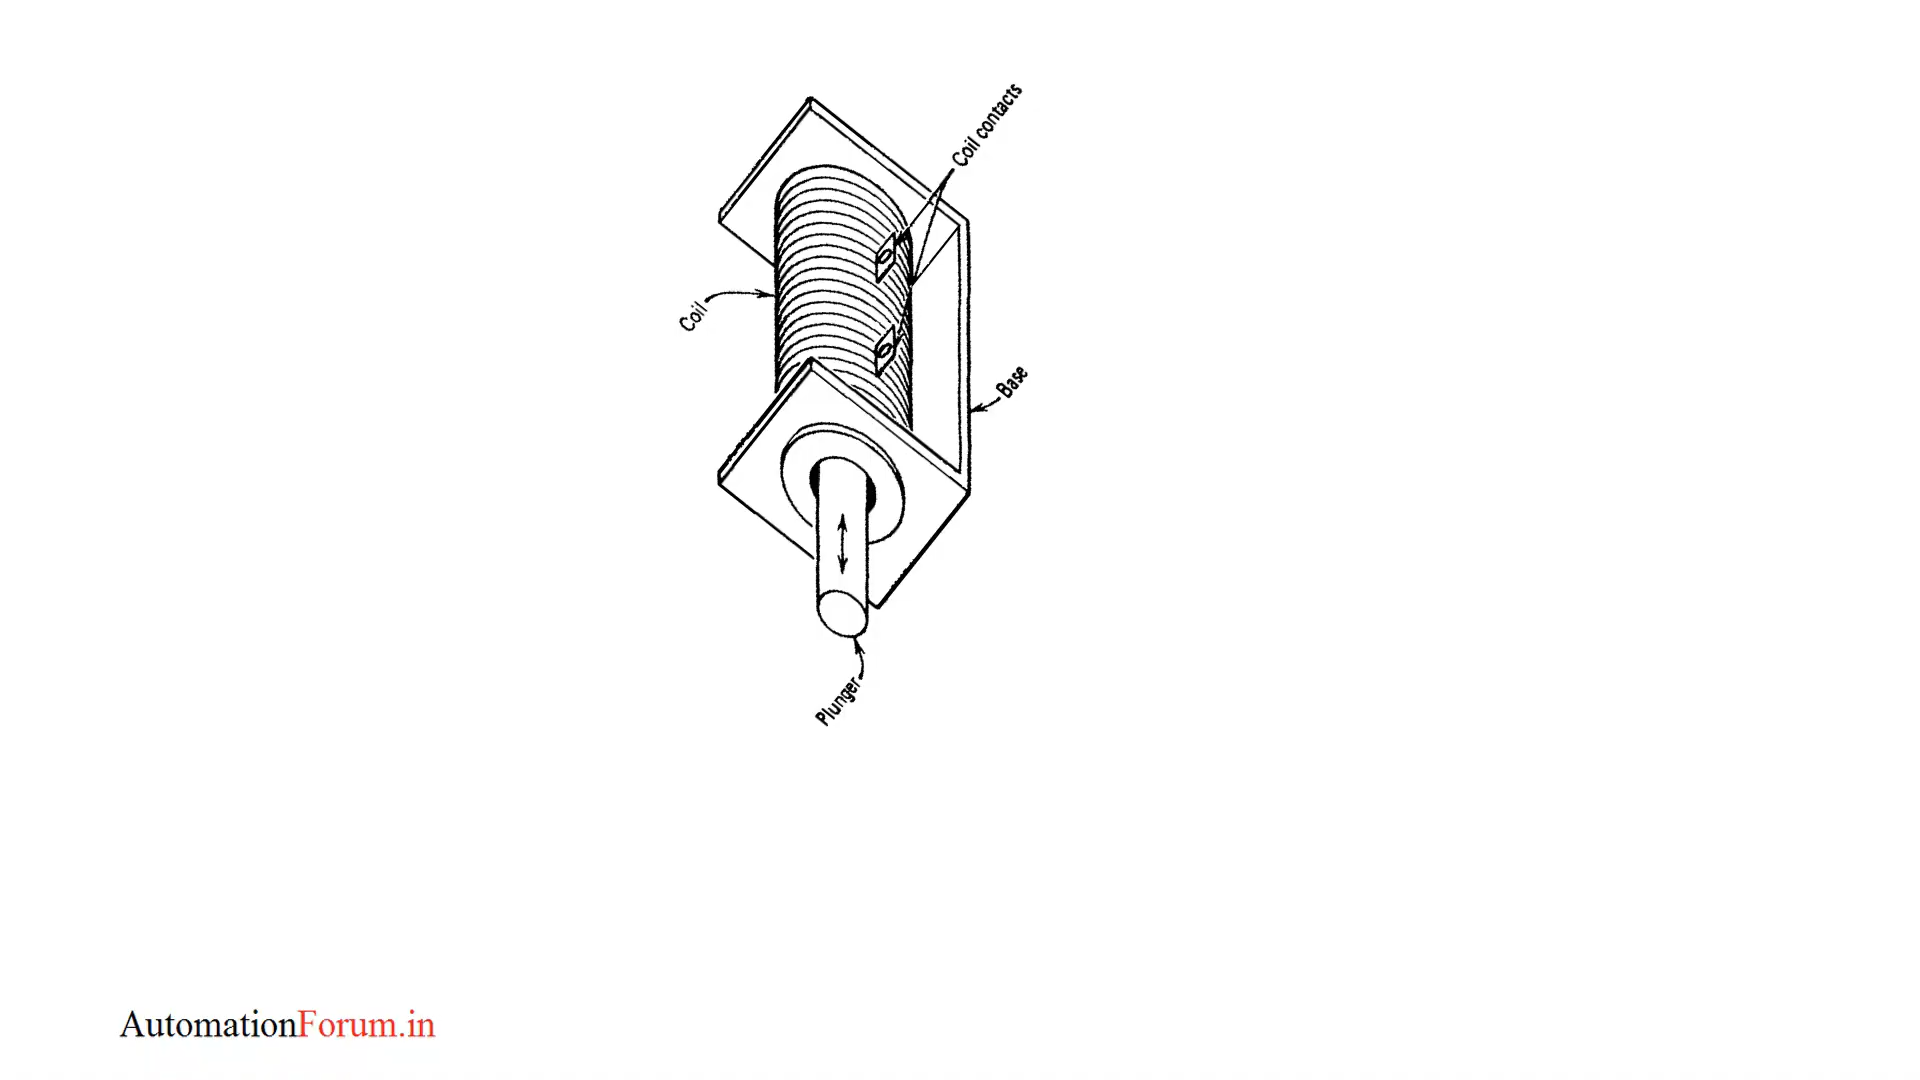 Coil contacts
Coil
Base
Plunger
AutomationForum.in